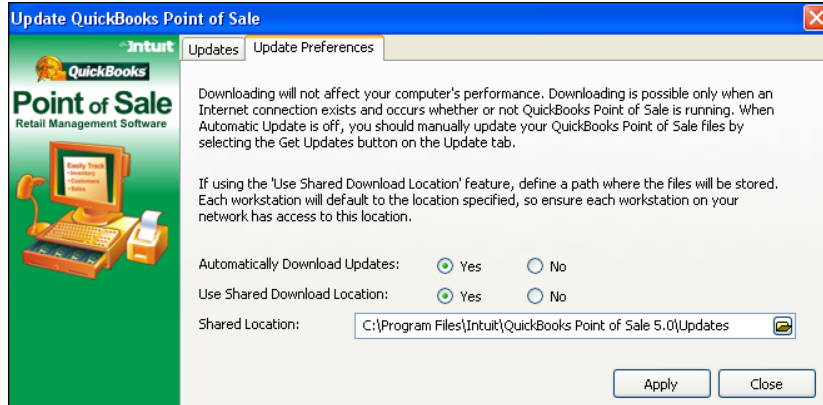 Update QuickBooks Point of Sale
Intuit
QuickBooks
Point of Sale
Retail Management Software
Easily Track
•Inventory
•Customers
•Sales
Updates
Update Preferences
Downloading will not affect your computer's performance. Downloading is possible only when an
Internet connection exists and occurs whether or not QuickBooks Point of Sale is running. When
Automatic Update is off, you should manually update your QuickBooks Point of Sale files by
selecting the Get Updates button on the Update tab.
If using the 'Use Shared Download Location' feature, define a path where the files will be stored.
Each workstation will default to the location specified, so ensure each workstation on your
network has access to this location.
Automatically Download Updates: Yes No
Use Shared Download Location: Yes No
Shared Location: C:\Program Files\Intuit\QuickBooks Point of Sale 5.0\Updates
Apply Close